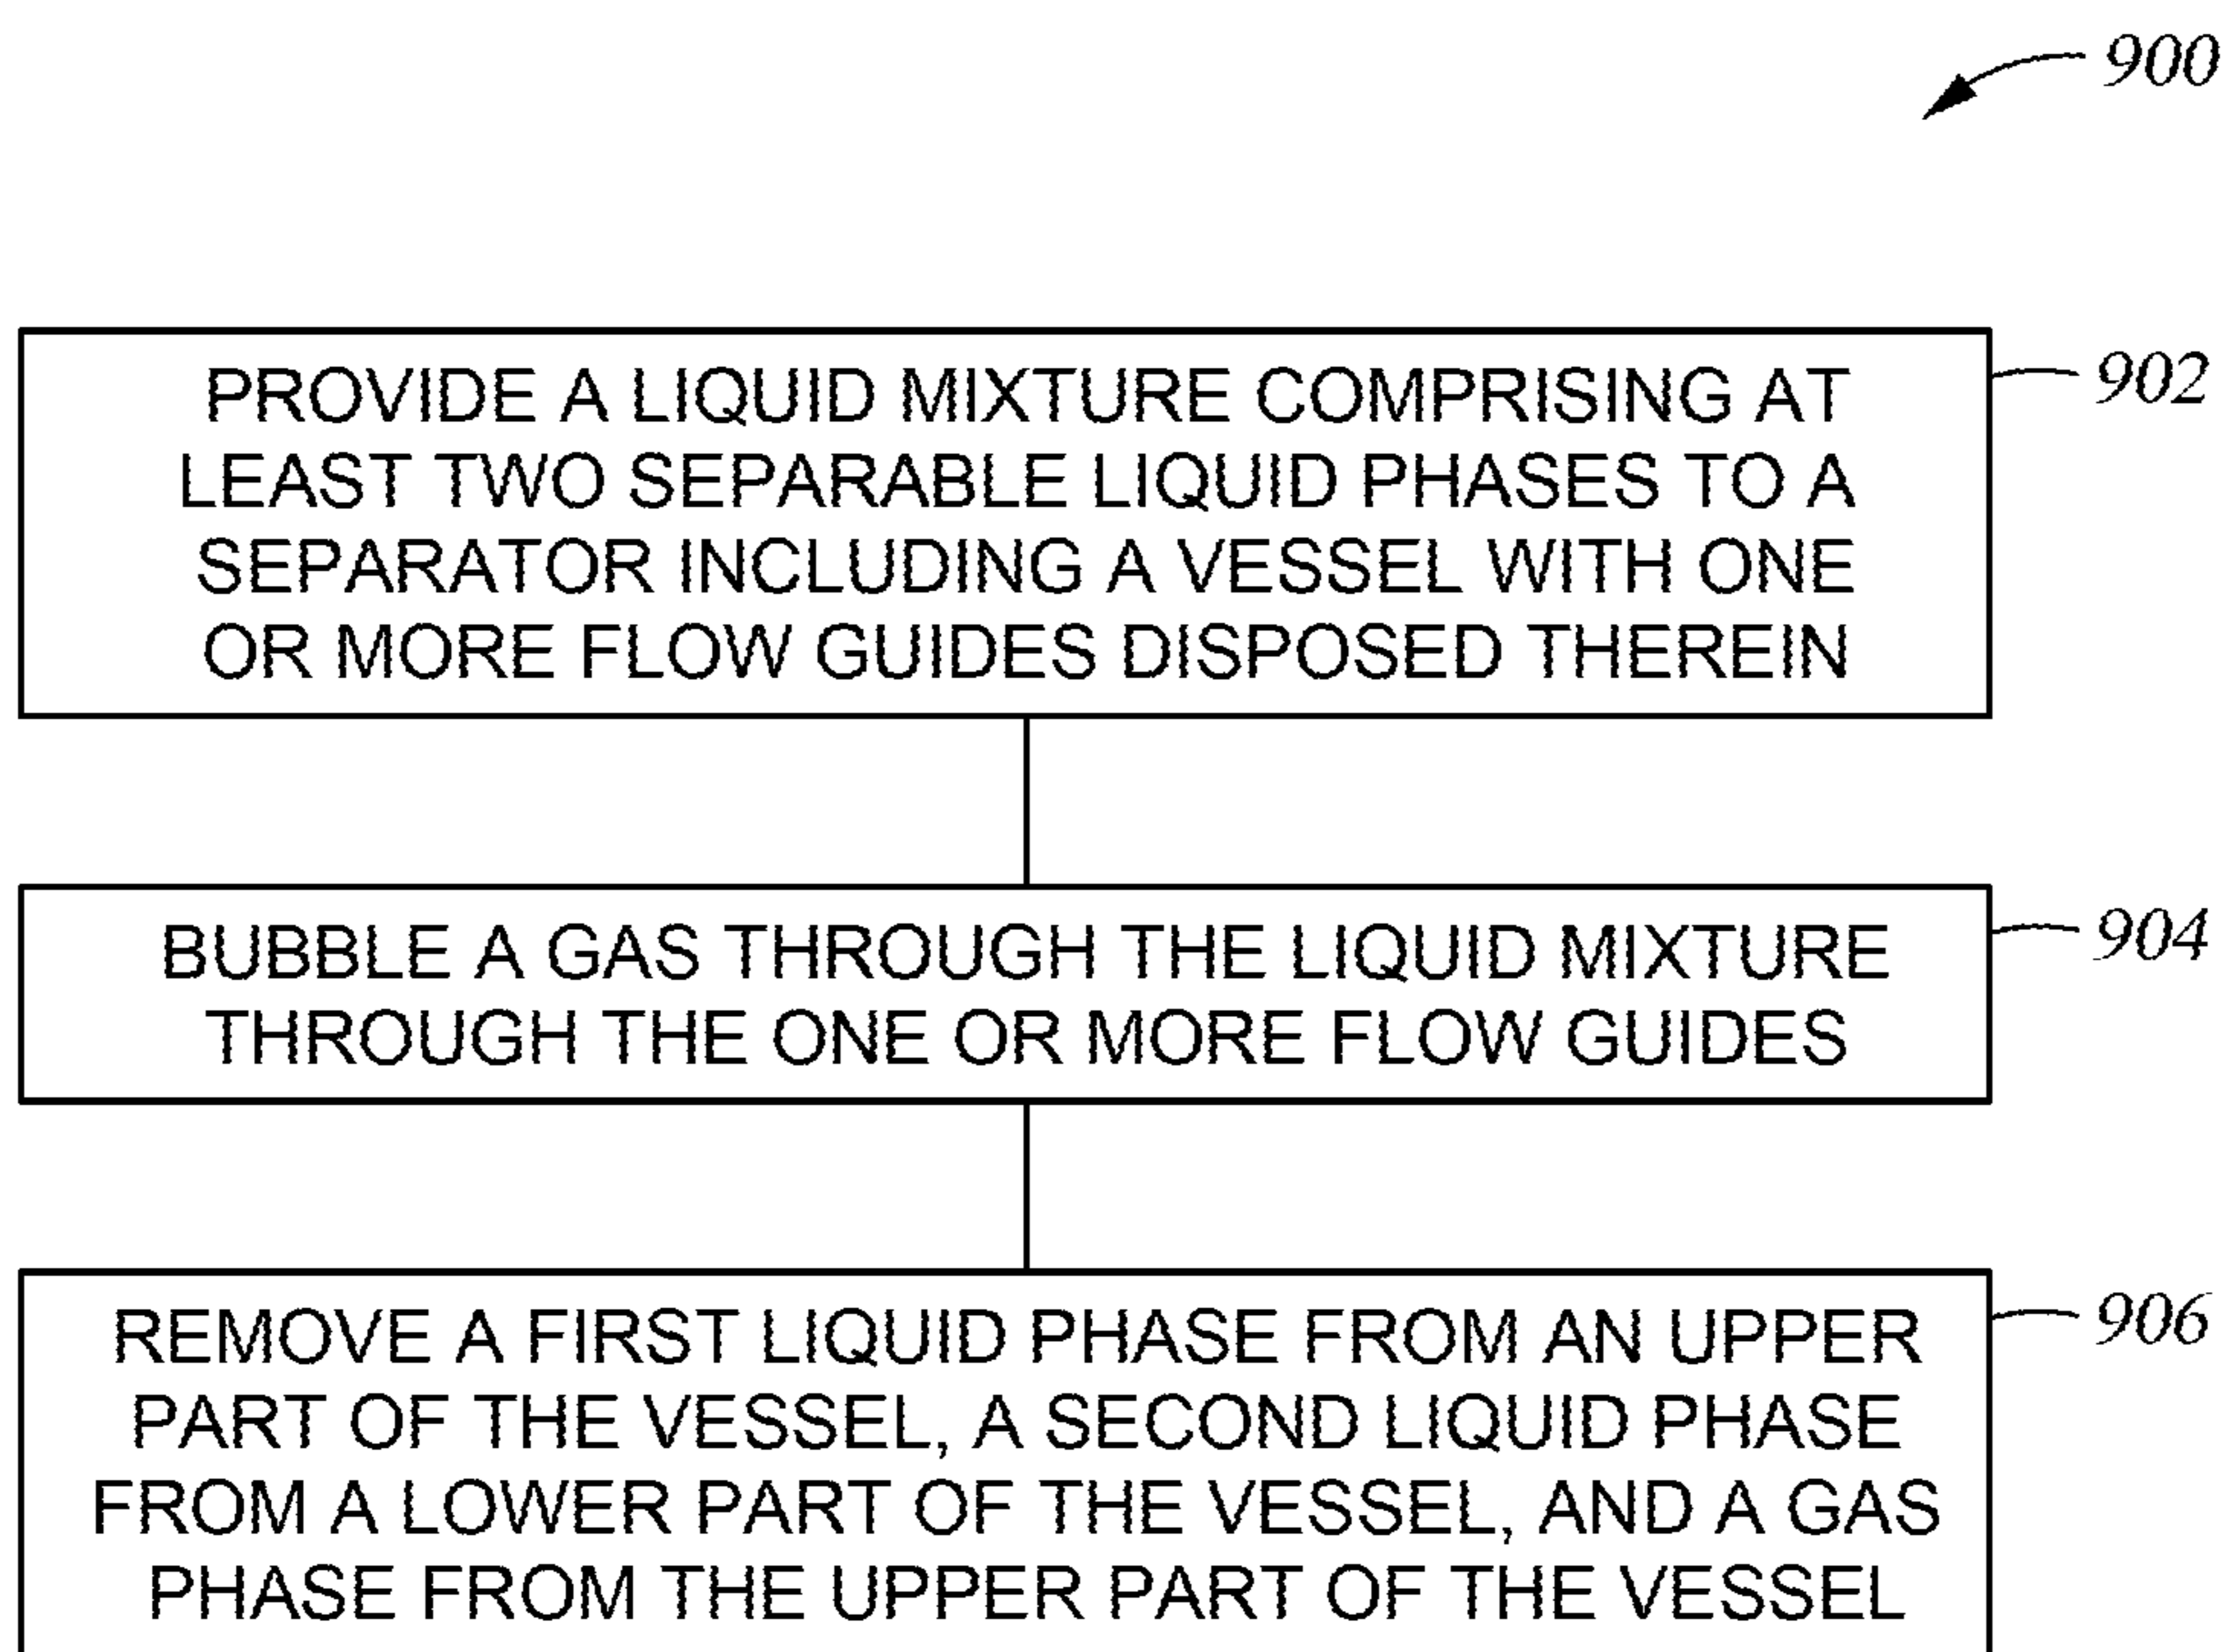 900
PROVIDE A LIQUID MIXTURE COMPRISING AT
LEAST TWO SEPARABLE LIQUID PHASES TO A
SEPARATOR INCLUDING A VESSEL WITH ONE
OR MORE FLOW GUIDES DISPOSED THEREIN
902
BUBBLE A GAS THROUGH THE LIQUID MIXTURE
THROUGH THE ONE OR MORE FLOW GUIDES
904
REMOVE A FIRST LIQUID PHASE FROM AN UPPER
PART OF THE VESSEL, A SECOND LIQUID PHASE
FROM A LOWER PART OF THE VESSEL, AND A GAS
PHASE FROM THE UPPER PART OF THE VESSEL
906